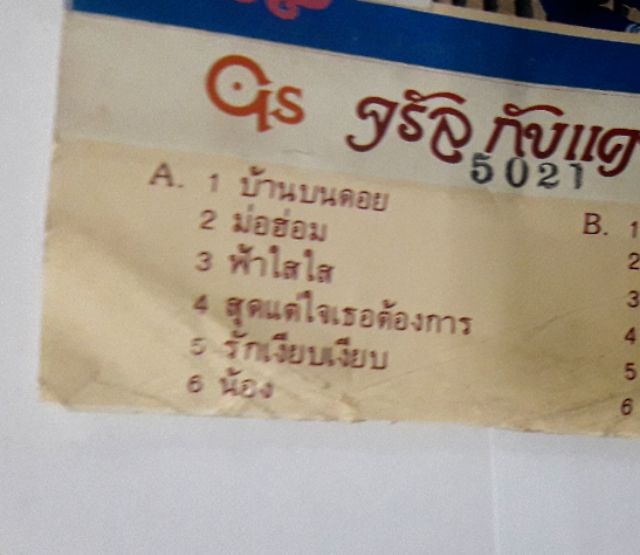 จรัล กับแค
5021
A. 1 บ้านบนดอย
2 ม่อฮ่อม
3 ฟ้าใสใส
4 สุดแต่ใจเธอต้องการ
5 รักเงียบเงียบ
6 น้อง
B. 1
2
3
4
5
6